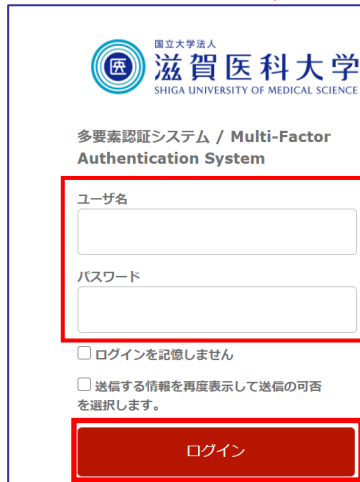 国立大学法人
滋賀医科大学
SHIGA UNIVERSITY OF MEDICAL SCIENCE
多要素認証システム / Multi-Factor
Authentication System
ユーザ名
パスワード
ログインを記憶しません
送信する情報を再度表示して送信の可否
を選択します。
ログイン